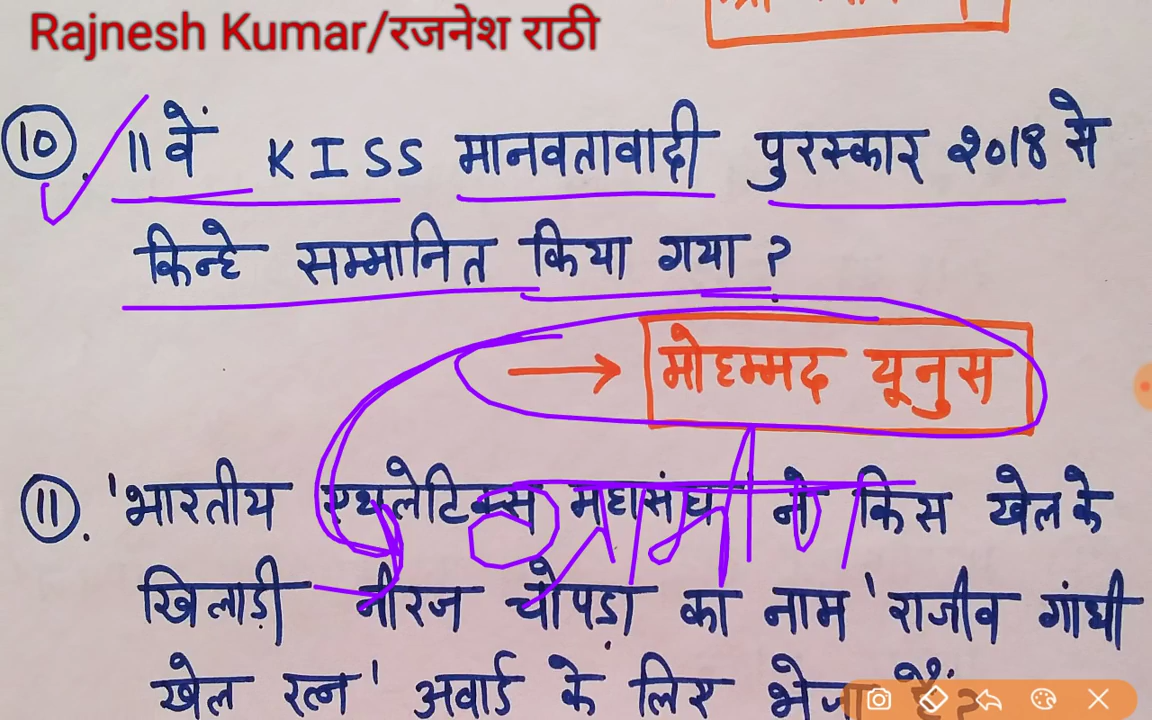 Rajnesh Kumar/रजनेश राठी
10. 11 वें KISS मानवतावादी पुरस्कार २०18 से
किन्हे सम्मानित किया गया ?
→ मोहम्मद यूनुस
11. 'भारतीय एथलेटिक्स महासंघ' ने किस खेल के
खिलाड़ी नीरज चोपड़ा का नाम 'राजीव गांधी
खेल रत्न' अवार्ड के लिए भेजा है ?
ग्रामीण